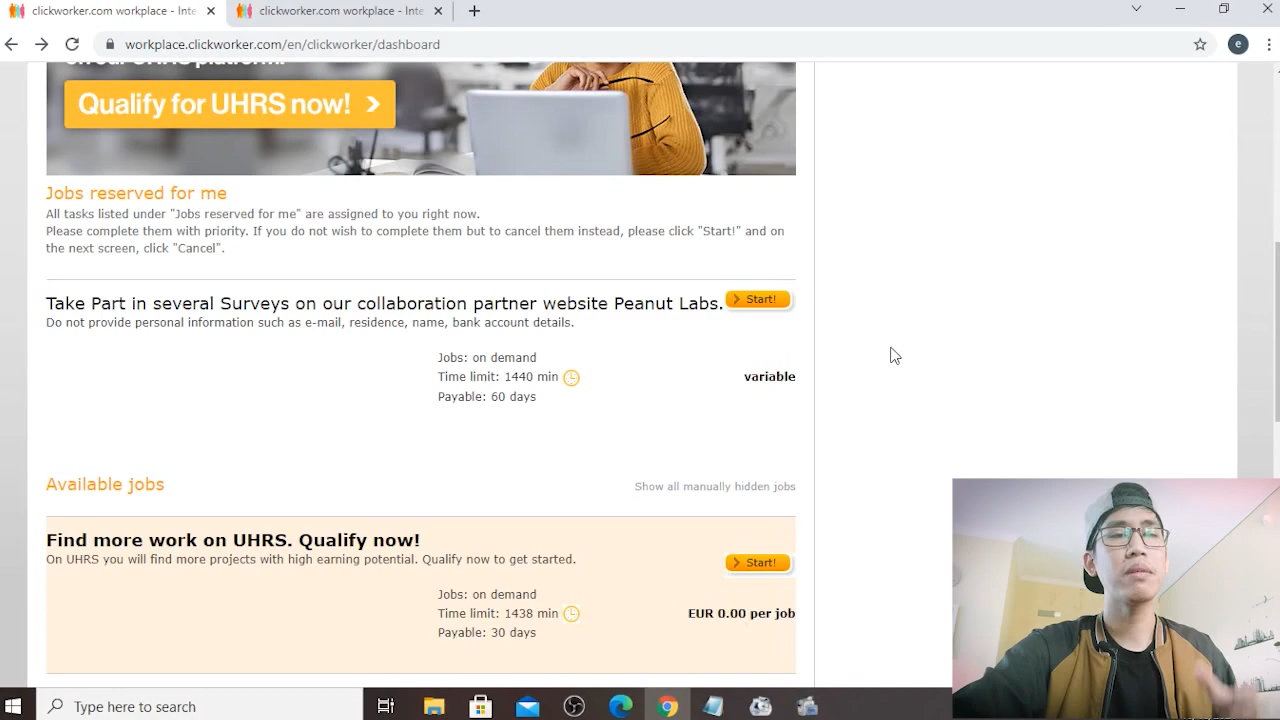 clickworker.com workplace - Inte
clickworker.com workplace - Inte
workplace.clickworker.com/en/clickworker/dashboard
e
on our UHRS platform!
Qualify for UHRS now!
Jobs reserved for me
All tasks listed under "Jobs reserved for me" are assigned to you right now.
Please complete them with priority. If you do not wish to complete them but to cancel them instead, please click "Start!" and on
the next screen, click "Cancel".
Take Part in several Surveys on our collaboration partner website Peanut Labs.
Start!
Do not provide personal information such as e-mail, residence, name, bank account details.
Jobs: on demand
Time limit: 1440 min
variable
Payable: 60 days
Available jobs
Show all manually hidden jobs
Find more work on UHRS. Qualify now!
On UHRS you will find more projects with high earning potential. Qualify now to get started.
Start!
Jobs: on demand
Time limit: 1438 min
EUR 0.00 per job
Payable: 30 days
Type here to search